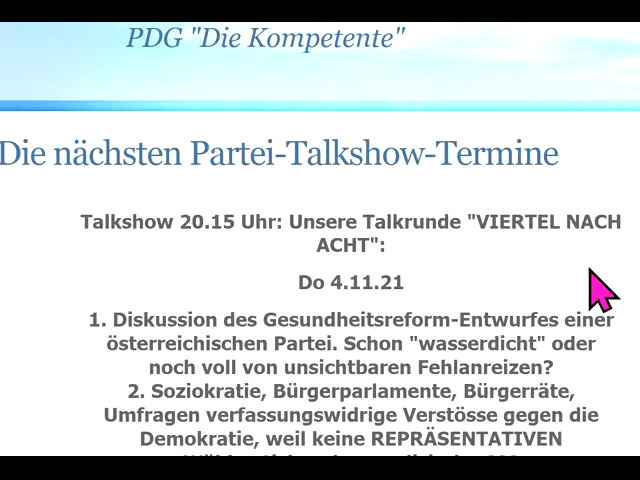 PDG "Die Kompetente"
Die nächsten Partei-Talkshow-Termine
Talkshow 20.15 Uhr: Unsere Talkrunde "VIERTEL NACH
ACHT":
Do 4.11.21
1. Diskussion des Gesundheitsreform-Entwurfes einer
österreichischen Partei. Schon "wasserdicht" oder
noch voll von unsichtbaren Fehlanreizen?
2. Soziokratie, Bürgerparlamente, Bürgerräte,
Umfragen verfassungswidrige Verstösse gegen die
Demokratie, weil keine REPRÄSENTATIVEN